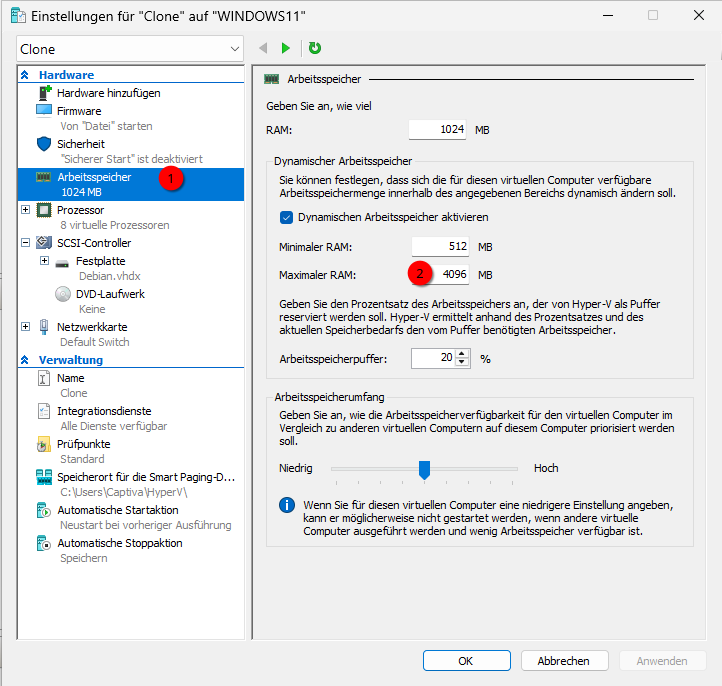 Einstellungen für "Clone" auf "WINDOWS11"
Clone
Hardware
Hardware hinzufügen
Firmware
Von "Datei" starten
Sicherheit
"Sicherer Start" ist deaktiviert
Arbeitsspeicher
1024 MB
1
Prozessor
8 virtuelle Prozessoren
SCSI-Controller
Festplatte
Debian.vhdx
DVD-Laufwerk
Keine
Netzwerkkarte
Default Switch
Verwaltung
Name
Clone
Integrationsdienste
Alle Dienste verfügbar
Prüfpunkte
Standard
Speicherort für die Smart Paging-D...
C:\Users\Captiva\HyperV\
Automatische Startaktion
Neustart bei vorheriger Ausführung
Automatische Stoppaktion
Speichern
Arbeitsspeicher
Geben Sie an, wie viel
RAM: 1024 MB
Dynamischer Arbeitsspeicher
Sie können festlegen, dass sich die für diesen virtuellen Computer verfügbare
Arbeitsspeichermenge innerhalb des angegebenen Bereichs dynamisch ändern soll.
Dynamischen Arbeitsspeicher aktivieren
Minimaler RAM: 512 MB
Maximaler RAM: 2 4096 MB
Geben Sie den Prozentsatz des Arbeitsspeichers an, der von Hyper-V als Puffer
reserviert werden soll. Hyper-V ermittelt anhand des Prozentsatzes und des
aktuellen Speicherbedarfs den vom Puffer benötigten Arbeitsspeicher.
Arbeitsspeicherpuffer: 20 %
Arbeitsspeicherumfang
Geben Sie an, wie die Arbeitsspeicherverfügbarkeit für den virtuellen Computer im
Vergleich zu anderen virtuellen Computern auf diesem Computer priorisiert werden
soll.
Niedrig Hoch
Wenn Sie für diesen virtuellen Computer eine niedrigere Einstellung angeben,
kann er möglicherweise nicht gestartet werden, wenn andere virtuelle
Computer ausgeführt werden und wenig Arbeitsspeicher verfügbar ist.
OK Abbrechen Anwenden